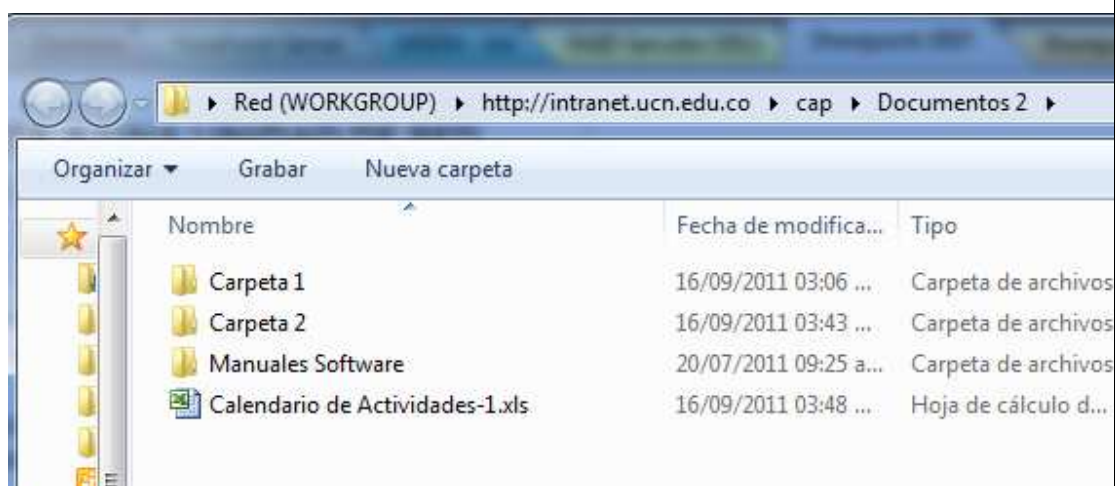 Red (WORKGROUP) http://intranet.ucn.edu.co cap Documentos 2
Organizar Grabar Nueva carpeta
Nombre Fecha de modifica... Tipo
Carpeta 1 16/09/2011 03:06 ... Carpeta de archivos
Carpeta 2 16/09/2011 03:43 ... Carpeta de archivos
Manuales Software 20/07/2011 09:25 a... Carpeta de archivos
Calendario de Actividades-1.xls 16/09/2011 03:48 ... Hoja de cálculo d...